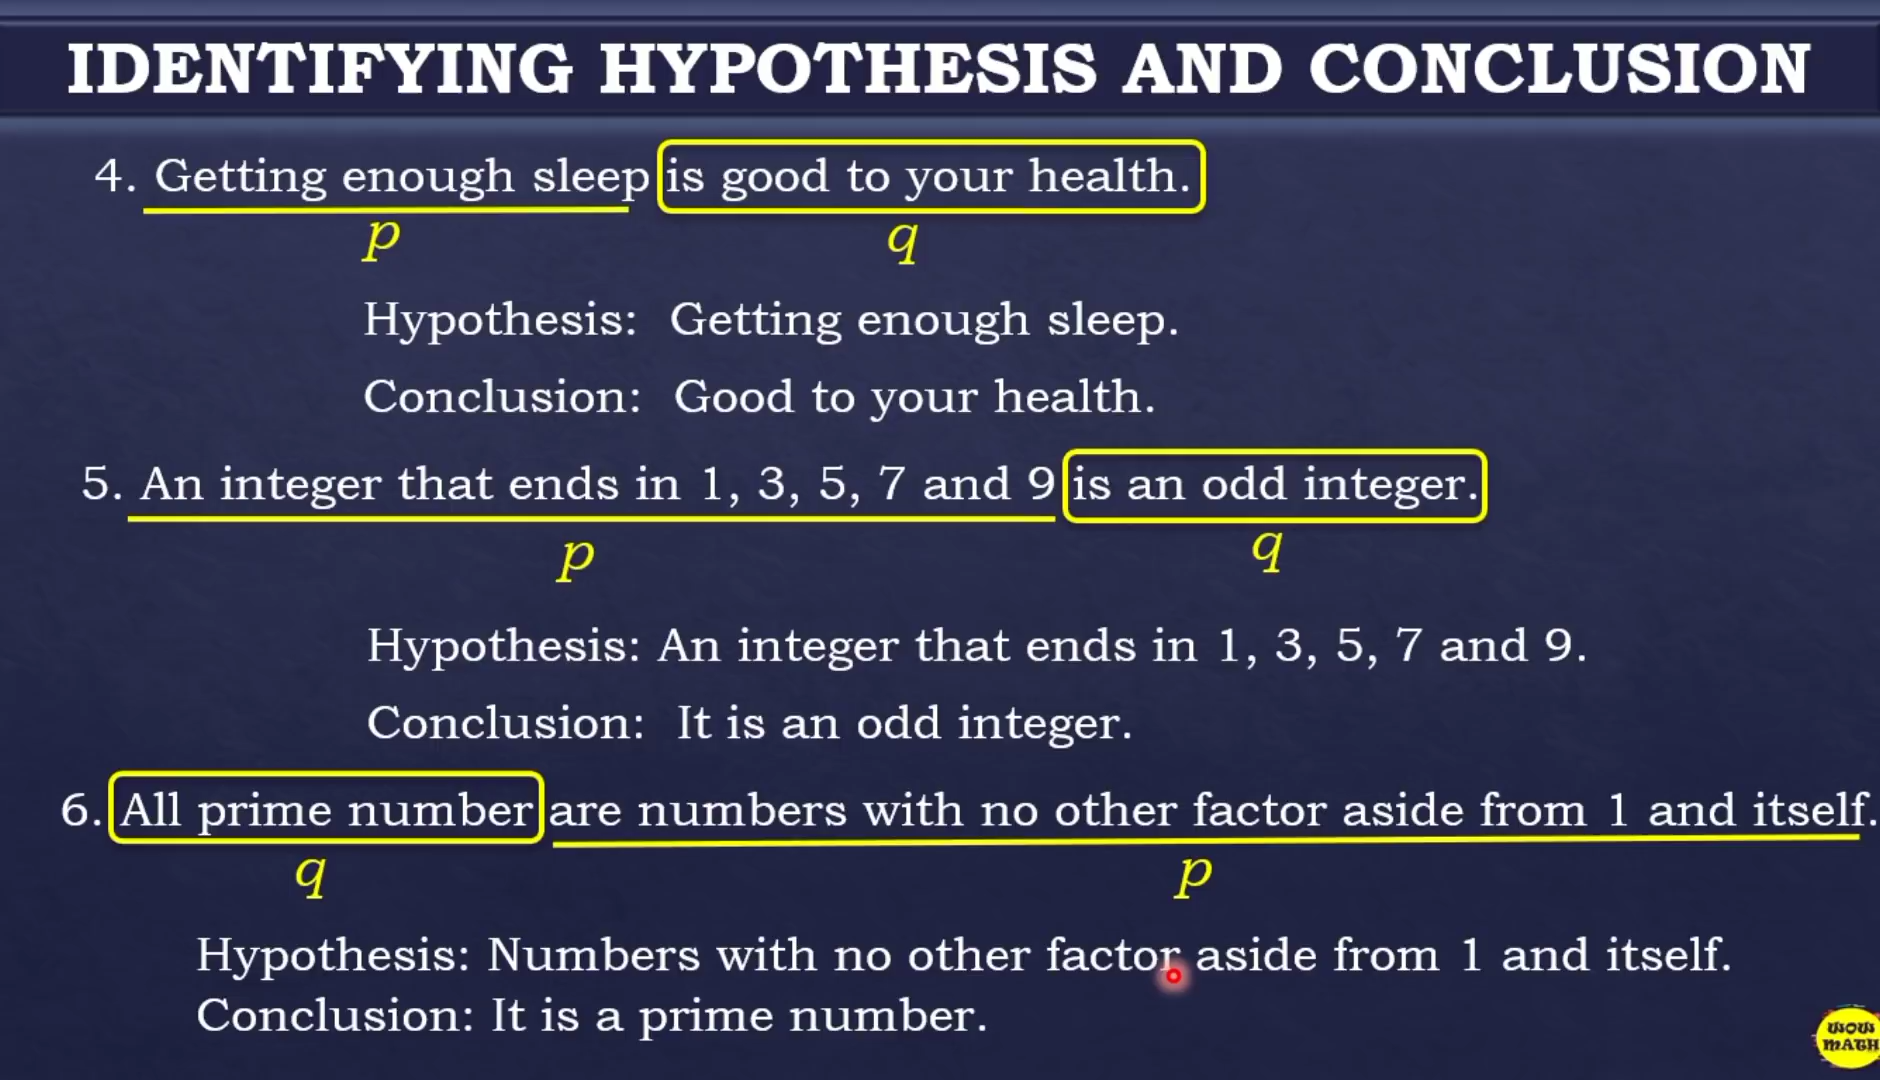 IDENTIFYING HYPOTHESIS AND CONCLUSION
4. Getting enough sleep is good to your health.
p q
Hypothesis: Getting enough sleep.
Conclusion: Good to your health.
5. An integer that ends in 1, 3, 5, 7 and 9 is an odd integer.
p q
Hypothesis: An integer that ends in 1, 3, 5, 7 and 9.
Conclusion: It is an odd integer.
6. All prime number are numbers with no other factor aside from 1 and itself.
q p
Hypothesis: Numbers with no other factor aside from 1 and itself.
Conclusion: It is a prime number.
WOW
MATH